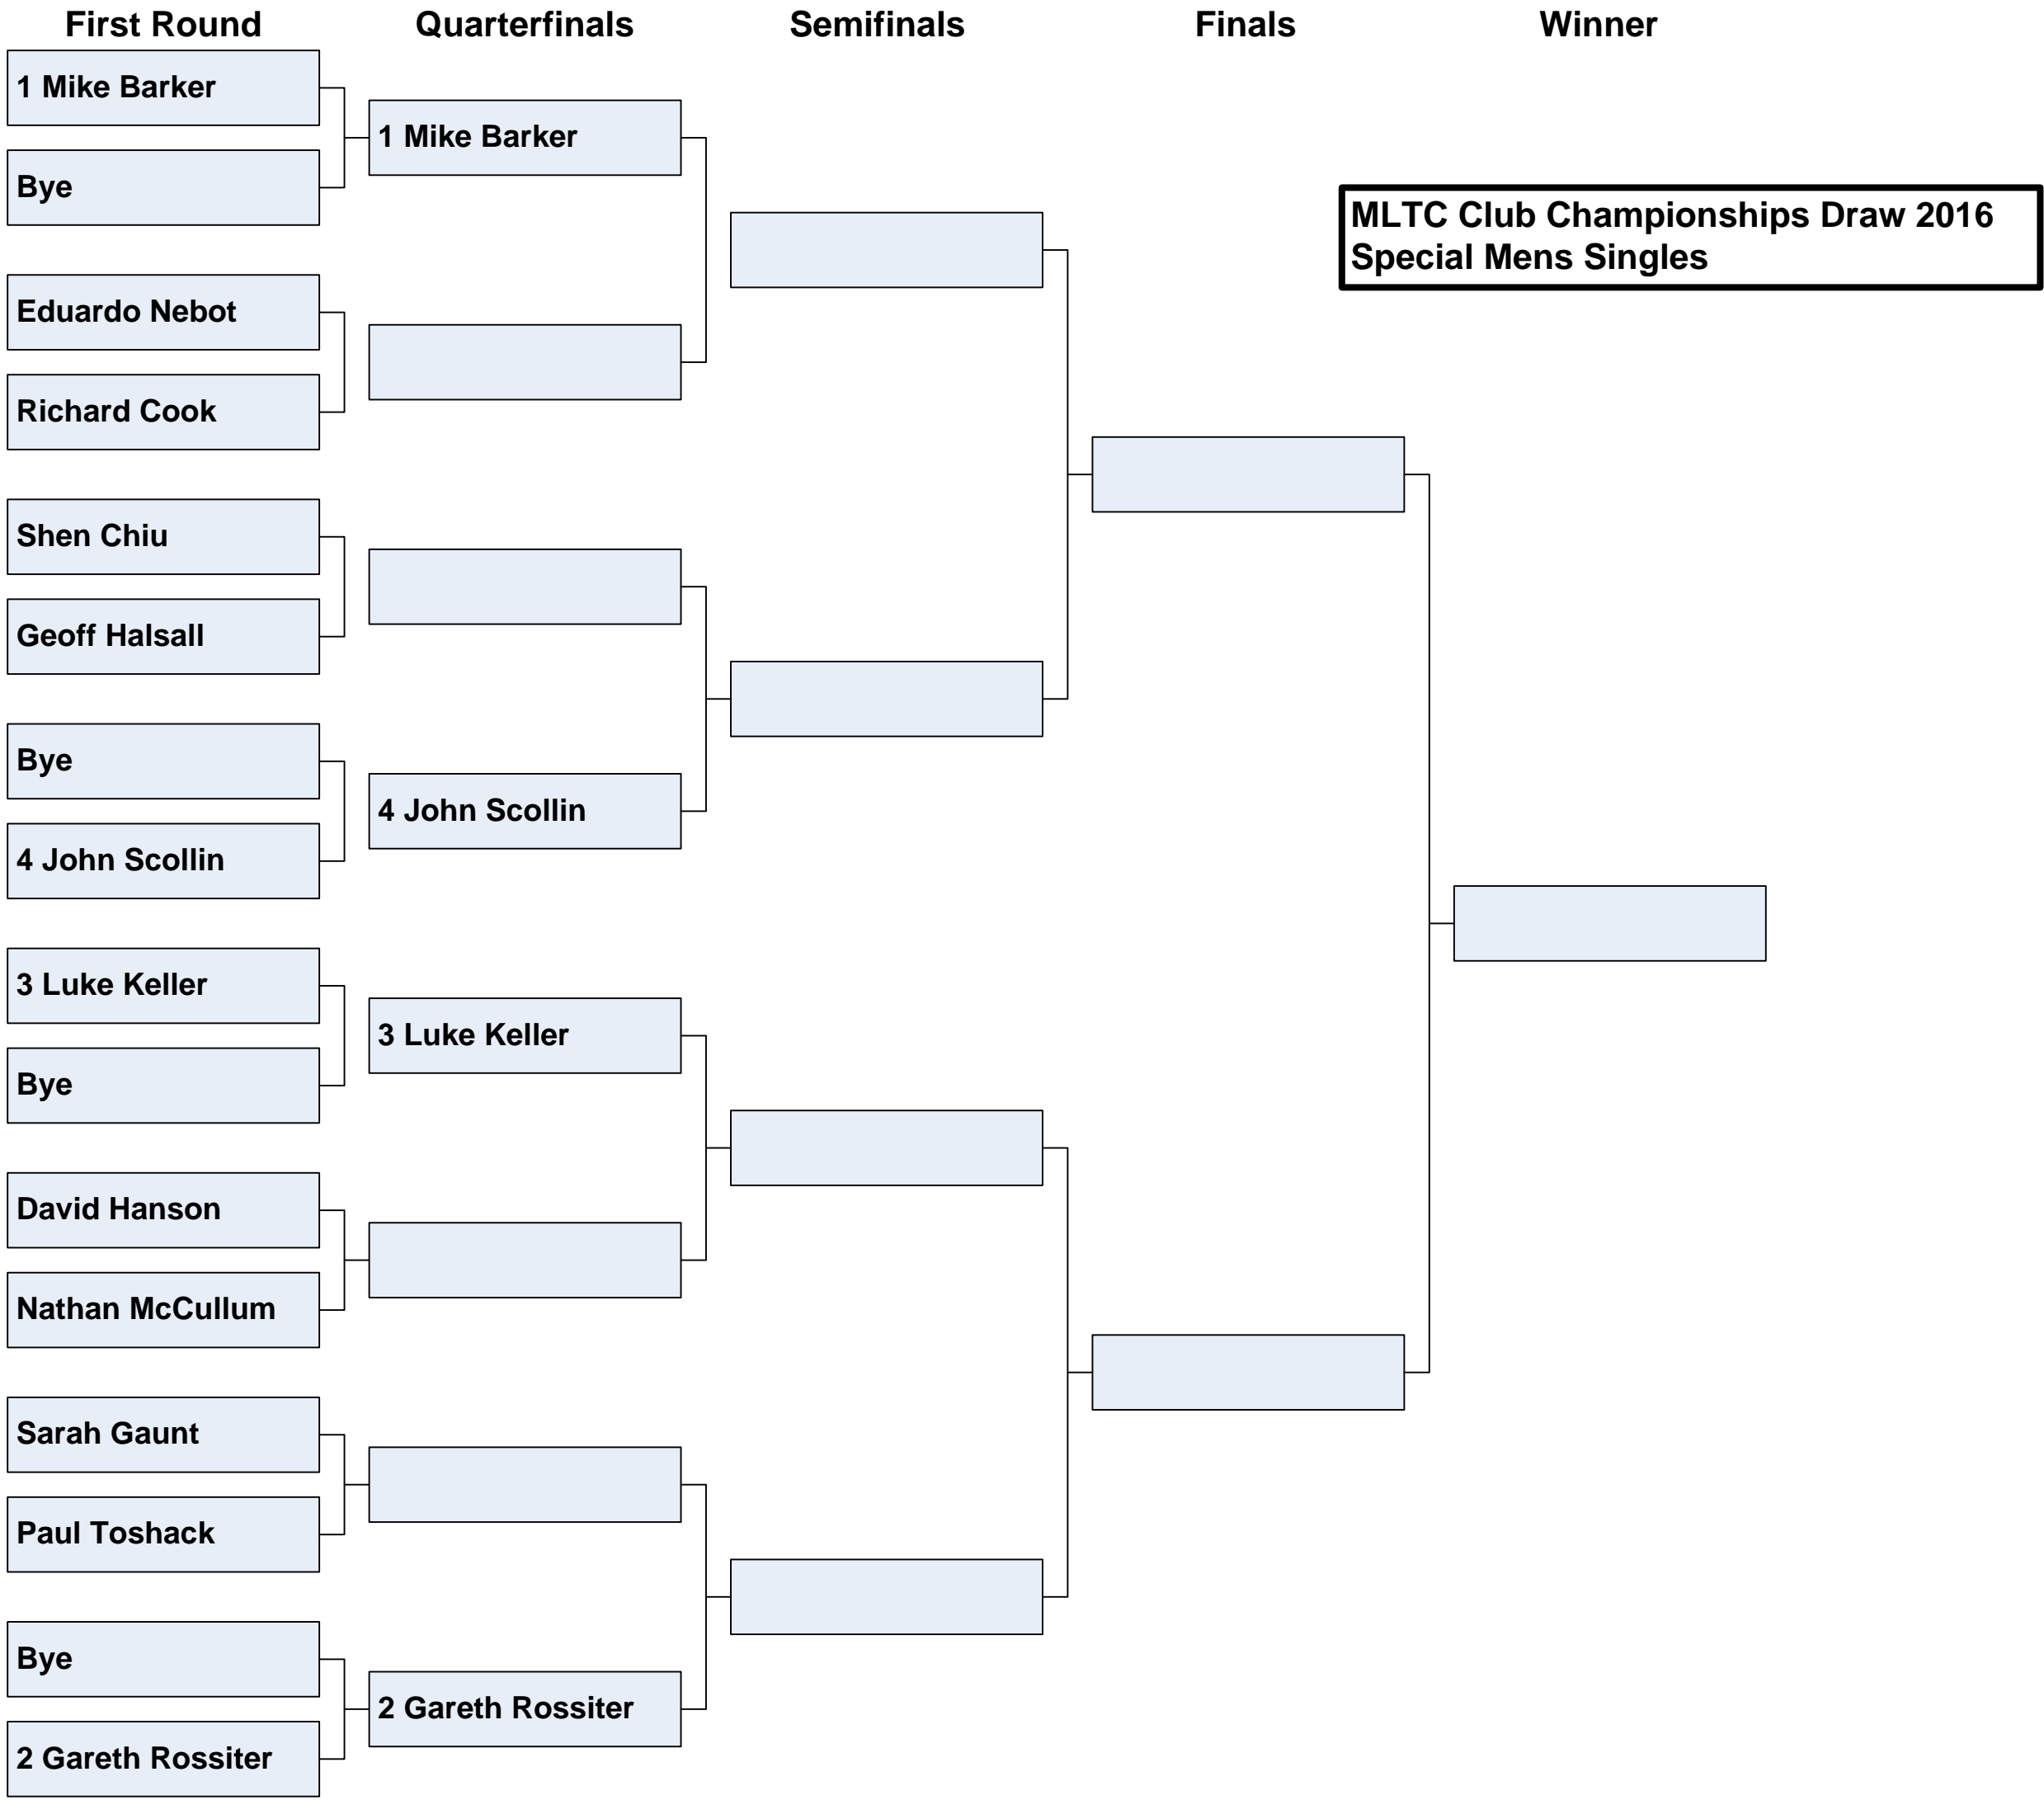 First Round
Quarterfinals
Semifinals
Finals
Winner
1 Mike Barker
Bye
Eduardo Nebot
Richard Cook
Shen Chiu
Geoff Halsall
Bye
4 John Scollin
3 Luke Keller
Bye
David Hanson
Nathan McCullum
Sarah Gaunt
Paul Toshack
Bye
2 Gareth Rossiter
1 Mike Barker
4 John Scollin
3 Luke Keller
2 Gareth Rossiter
MLTC Club Championships Draw 2016
Special Mens Singles